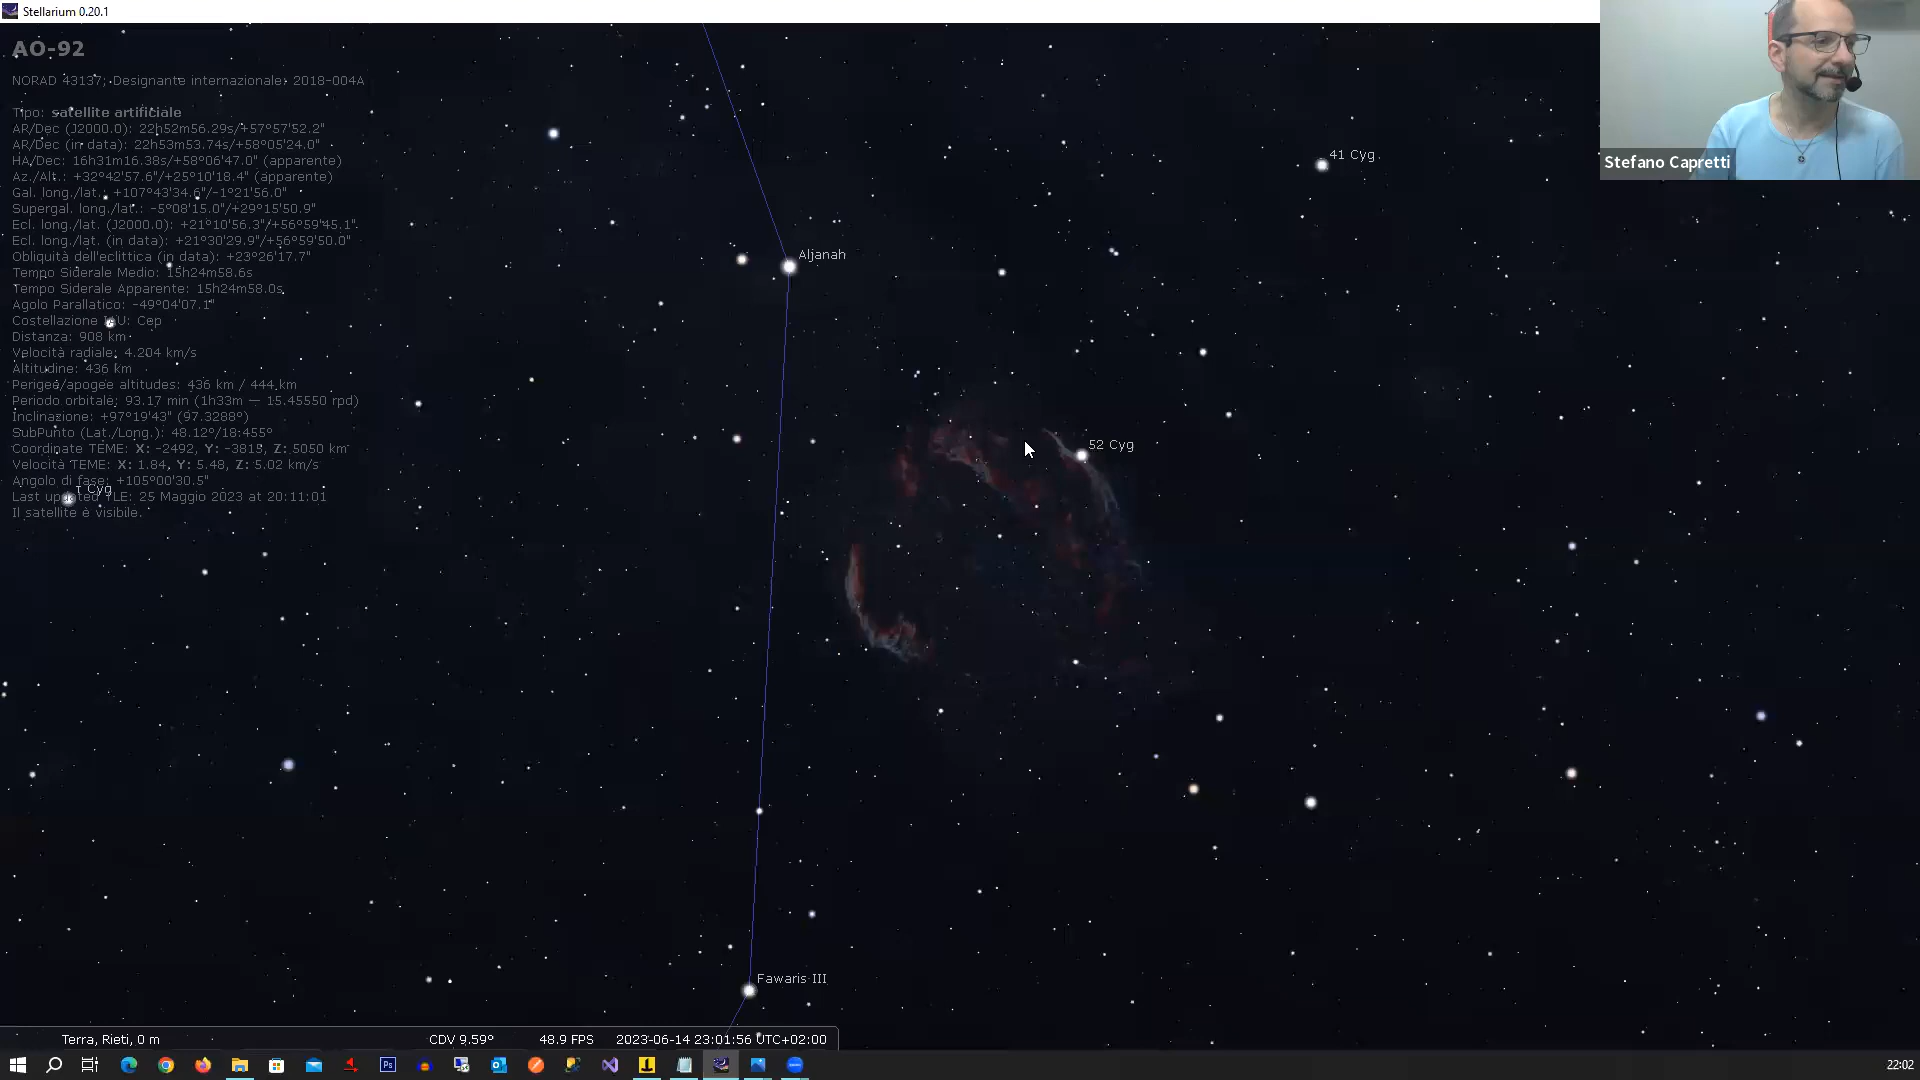 Stellarium 0.20.1
AO-92
NORAD 43137; Designante internazionale: 2018-004A
Tipo: satellite artificiale
AR/Dec (J2000.0): 22h52m56.29s/+57°57'52.2"
AR/Dec (in data): 22h53m53.74s/+58°05'24.0"
HA/Dec: 16h31m16.38s/+58°06'47.0" (apparente)
Az./Alt.: +32°42'57.6"/+25°10'18.4" (apparente)
Gal. long./lat.: +107°43'34.6"/-1°21'56.0"
Supergal. long./lat.: -5°08'15.0"/+29°15'50.9"
Ecl. long./lat. (J2000.0): +21°10'56.3"/+56°59'45.1"
Ecl. long./lat. (in data): +21°30'29.9"/+56°59'50.0"
Obliquità dell'eclittica (in data): +23°26'17.7"
Tempo Siderale Medio: 15h24m58.6s
Tempo Siderale Apparente: 15h24m58.0s
Agolo Parallatico: -49°04'07.1"
Costellazione IAU: Cep
Distanza: 908 km
Velocità radiale: 4.204 km/s
Altitudine: 436 km
Perigee/apogee altitudes: 436 km / 444 km
Periodo orbitale: 93.17 min (1h33m — 15.45550 rpd)
Inclinazione: +97°19'43" (97.3288°)
SubPunto (Lat./Long.): 48.12°/18.455°
Coordinate TEME: X: -2492, Y: -3815, Z: 5050 km
Velocità TEME: X: 1.84, Y: 5.48, Z: 5.02 km/s
Angolo di fase: +105°00'30.5"
Last updated TLE: 25 Maggio 2023 at 20:11:01
Il satellite è visibile.
τ Cyg
Aljanah
41 Cyg
52 Cyg
Fawaris III
Stefano Capretti
Terra, Rieti, 0 m
CDV 9.59°
48.9 FPS
2023-06-14 23:01:56 UTC+02:00
Ps
22:02